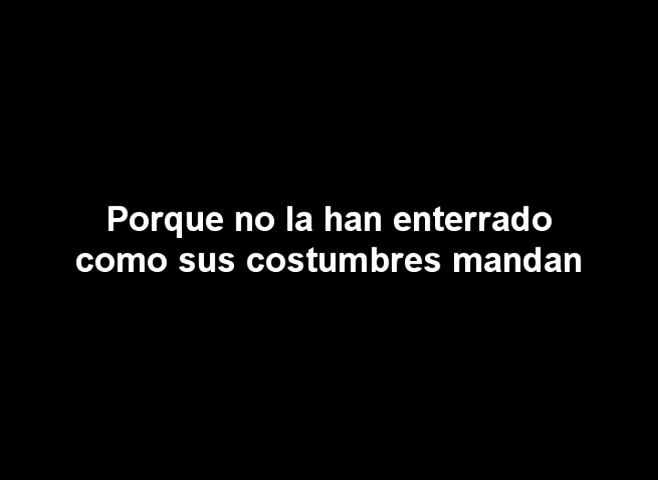 Porque no la han enterrado
como sus costumbres mandan